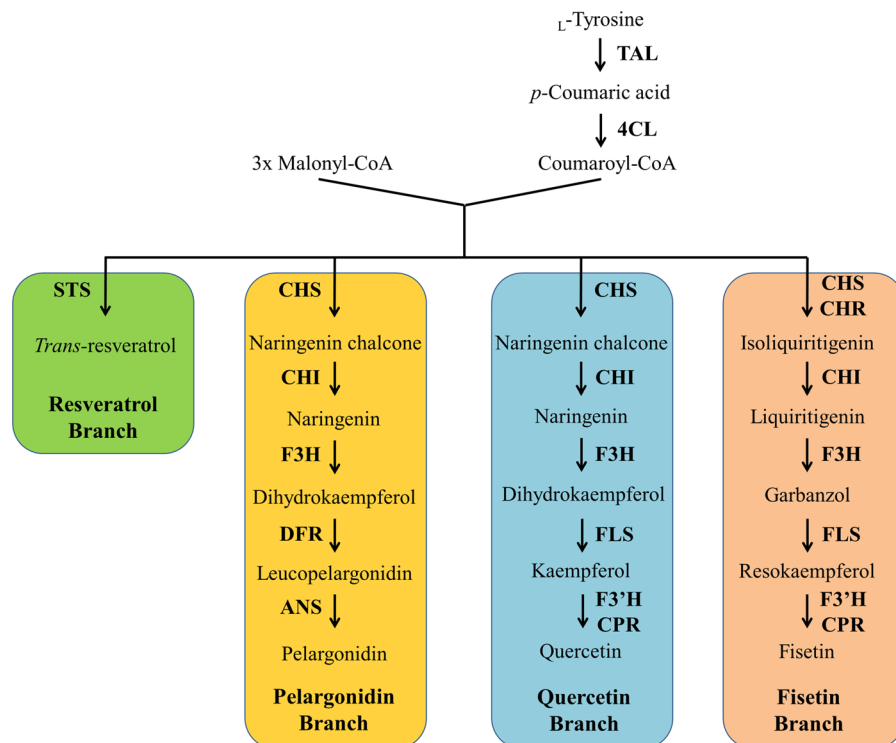 L-Tyrosine
TAL
p-Coumaric acid
4CL
3x Malonyl-CoA
Coumaroyl-CoA
STS
Trans-resveratrol
Resveratrol
Branch
CHS
Naringenin chalcone
CHI
Naringenin
F3H
Dihydrokaempferol
DFR
Leucopelargonidin
ANS
Pelargonidin
Pelargonidin
Branch
CHS
Naringenin chalcone
CHI
Naringenin
F3H
Dihydrokaempferol
FLS
Kaempferol
F3’H
CPR
Quercetin
Quercetin
Branch
CHS
CHR
Isoliquiritigenin
CHI
Liquiritigenin
F3H
Garbanzol
FLS
Resokaempferol
F3’H
CPR
Fisetin
Fisetin
Branch